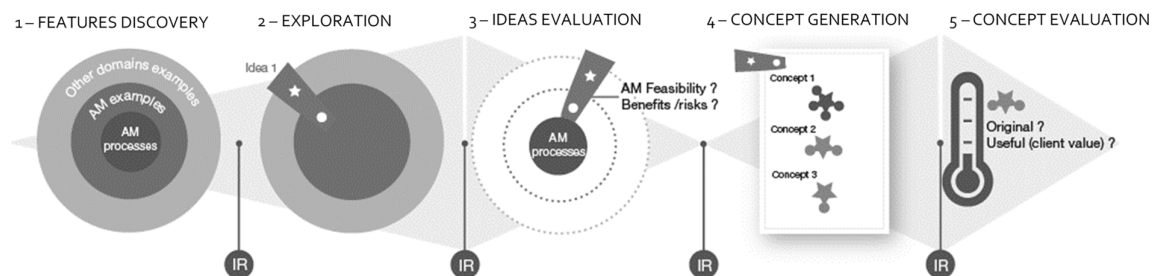 1 – FEATURES DISCOVERY
2 – EXPLORATION
3 – IDEAS EVALUATION
4 – CONCEPT GENERATION
5 – CONCEPT EVALUATION
Other domains examples
AM examples
AM
processes
Idea 1
AM Feasibility ?
Benefits /risks ?
AM
processes
Concept 1
Concept 2
Concept 3
Original ?
Useful (client value) ?
IR
IR
IR
IR